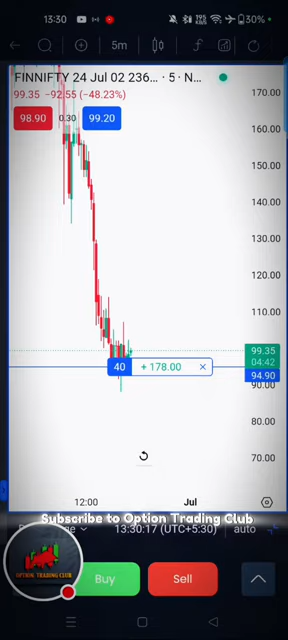 13:30
30%
5m
FINNIFTY 24 Jul 02 236... · 5 · N...
99.35 −92.55 (−48.23%)
98.90 0.30 99.20
170.00
160.00
150.00
140.00
130.00
120.00
110.00
99.35
04:42
40 + 178.00
94.90
90.00
80.00
70.00
12:00 Jul
Subscribe to Option Trading Club
13:30:17 (UTC+5:30) auto
OPTION TRADING CLUB
Buy Sell